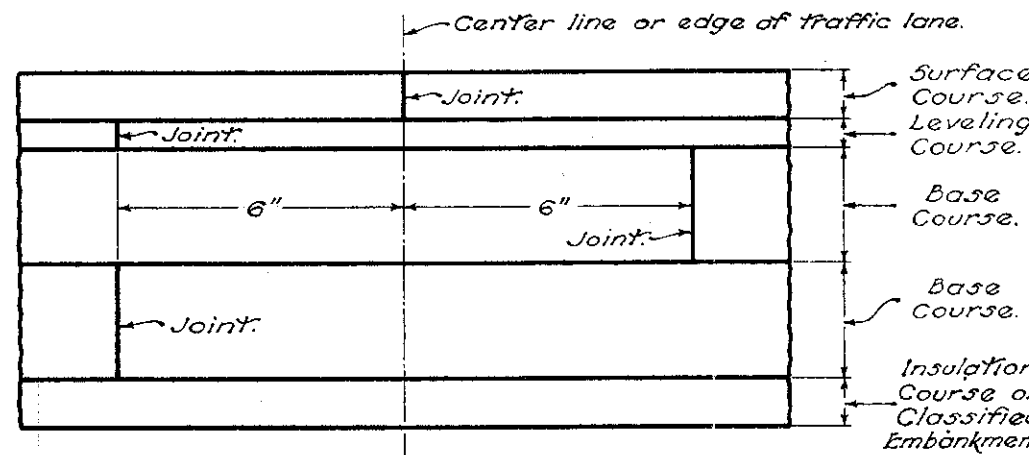 Center line or edge of traffic lane.
Surface
Course.
Joint.
Leveling
Course.
Joint.
6" 6"
Base
Course.
Joint.
Base
Course.
Joint.
Insulation
Course
Classified
Embankment